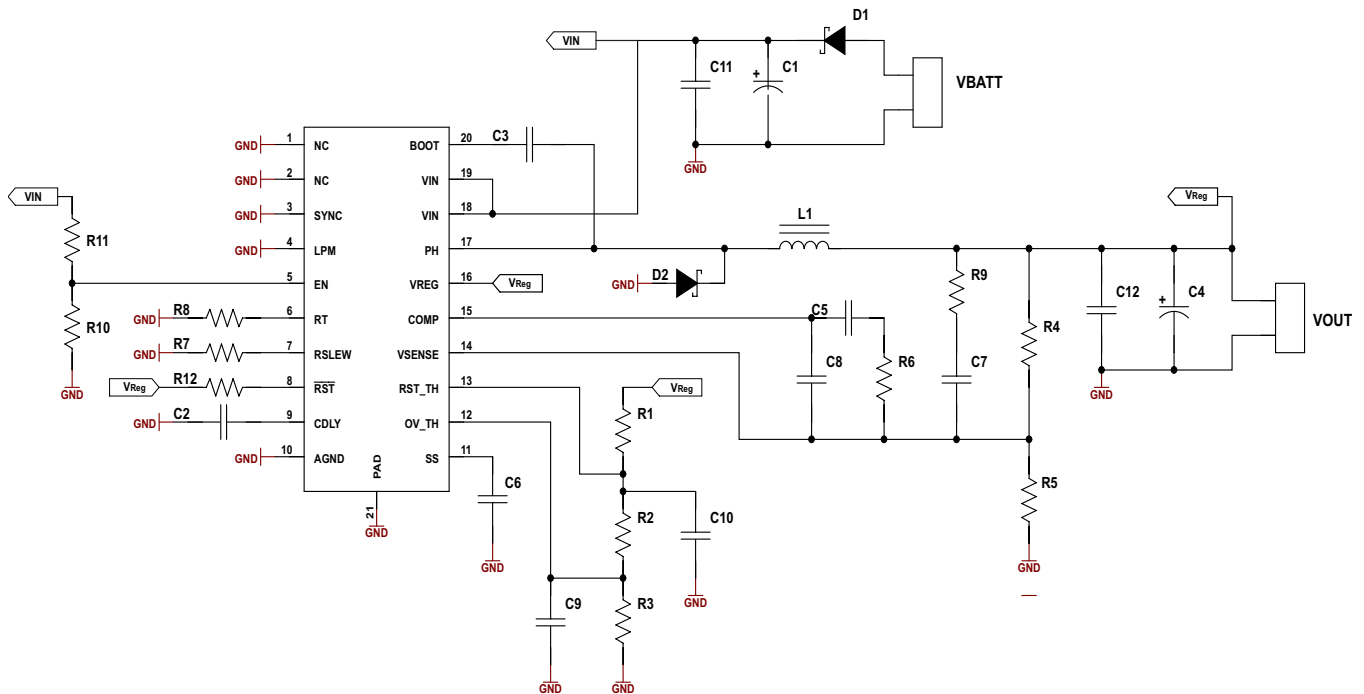 D1
VIN
C11
+
C1
VBATT
GND
C3
GND 1 NC BOOT 20
GND 2 NC VIN 19
GND 3 SYNC VIN 18
GND 4 LPM PH 17
5 EN VREG 16 VReg
GND R8 6 RT COMP 15
GND R7 7 RSLEW VSENSE 14
VReg R12 8 RST RST_TH 13
GND C2 9 CDLY OV_TH 12
GND 10 AGND SS 11
PAD
21
GND
VIN
R11
R10
GND
L1
VReg
GND D2
R9
C5
R4
C12
+
C4
VOUT
C8
R6
C7
GND
VReg
R1
C6
GND
R2
C10
GND
R5
GND
C9
R3
GND
GND